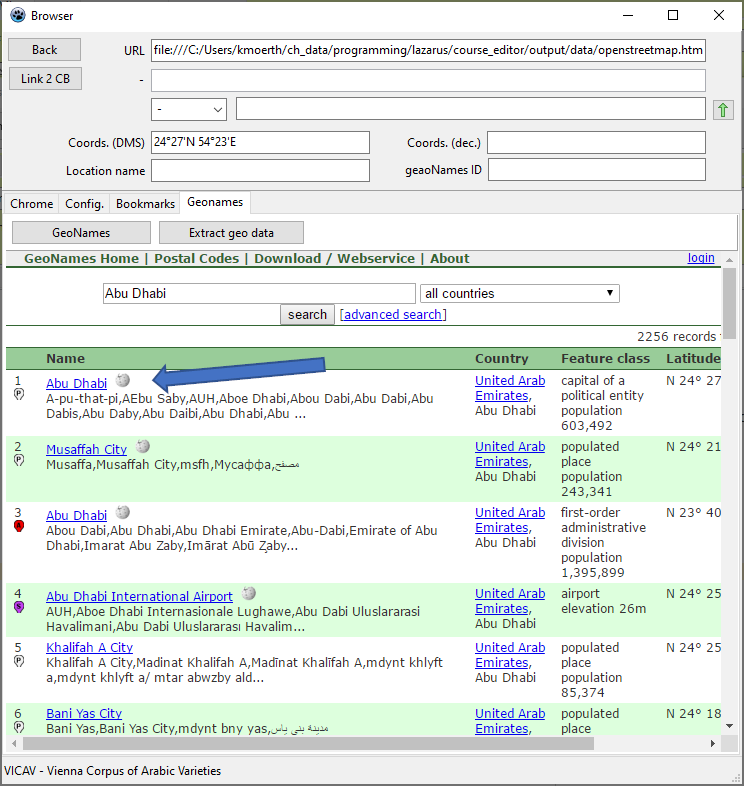 Browser
Back
URL
file:///C:/Users/kmoerth/ch_data/programming/lazarus/course_editor/output/data/openstreetmap.htm
Link 2 CB
-
-
Coords. (DMS)
24°27'N 54°23'E
Coords. (dec.)
Location name
geaoNames ID
Chrome Config. Bookmarks Geonames
GeoNames
Extract geo data
GeoNames Home | Postal Codes | Download / Webservice | About
login
Abu Dhabi
all countries
search [advanced search]
2256 records
Name Country Feature class Latitude
1 Abu Dhabi
A-pu-that-pi,AEbu Saby,AUH,Aboe Dhabi,Abou Dabi,Abu Dabi,Abu
Dabis,Abu Daby,Abu Daibi,Abu Dhabi,Abu ...
United Arab
Emirates,
Abu Dhabi
capital of a
political entity
population
603,492
N 24° 27
P
2 Musaffah City
Musaffa,Musaffah City,msfh,Мусаффа,مصفح
United Arab
Emirates,
Abu Dhabi
populated
place
population
243,341
N 24° 21
P
3 Abu Dhabi
Abou Dabi,Abu Dhabi,Abu Dhabi Emirate,Abu-Dabi,Emirate of Abu
Dhabi,Imarat Abu Zaby,Imārat Abū Z̧aby...
United Arab
Emirates,
Abu Dhabi
first-order
administrative
division
population
1,395,899
N 23° 40
A
4 Abu Dhabi International Airport
AUH,Aboe Dhabi Internasionale Lughawe,Abu Dabi Uluslararasi
Havalimani,Abu Dabi Uluslararası Havalim...
United Arab
Emirates,
Abu Dhabi
airport
elevation 26m
N 24° 25
S
5 Khalifah A City
Khalifah A City,Madinat Khalifah A,Madīnat Khalīfah A,mdynt khlyft
a,mdynt khlyft a/ mtar abwzby ald...
United Arab
Emirates,
Abu Dhabi
populated
place
population
85,374
N 24° 25
P
6 Bani Yas City
Bani Yas,Bani Yas City,mdynt bny yas,مدينة بني ياس
United Arab
Emirates,
populated
place
N 24° 18
P
VICAV - Vienna Corpus of Arabic Varieties